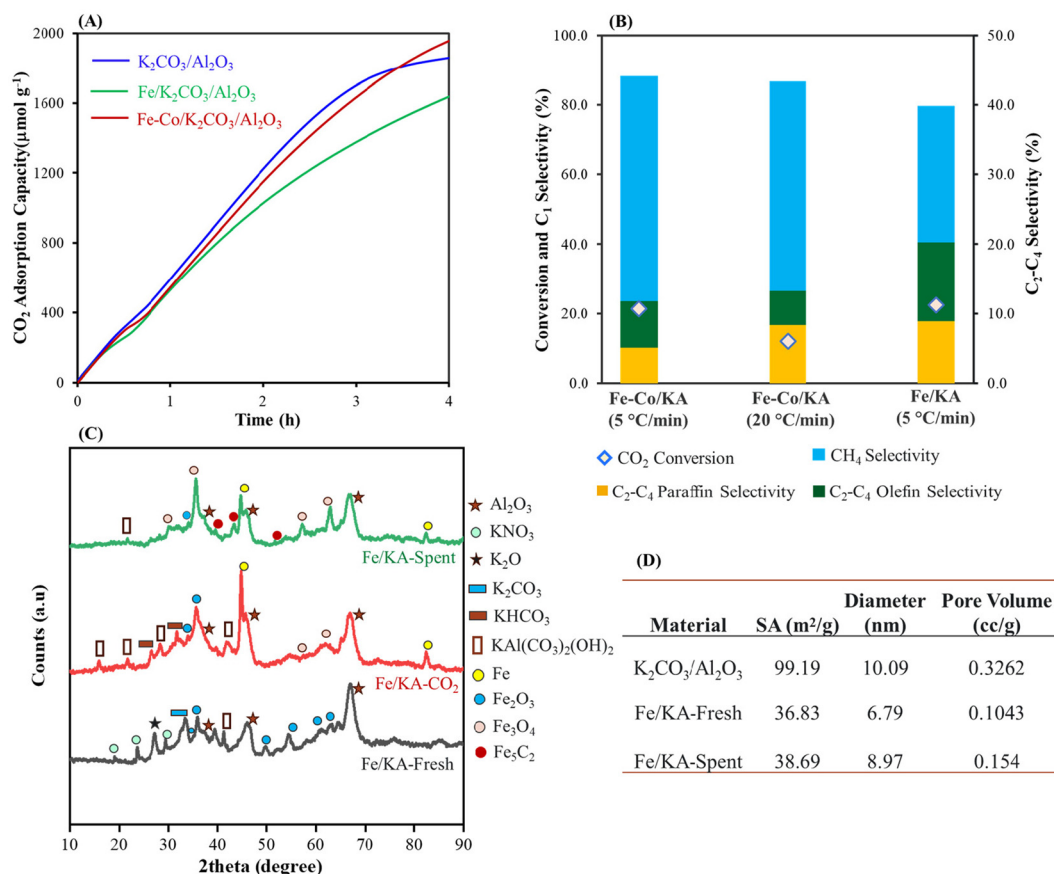 (A)
CO₂ Adsorption Capacity(µmol g⁻¹)
2000
1600
1200
800
400
0
K₂CO₃/Al₂O₃
Fe/K₂CO₃/Al₂O₃
Fe-Co/K₂CO₃/Al₂O₃
0 1 2 3 4
Time (h)
(B)
Conversion and C₁ Selectivity (%)
100.0
80.0
60.0
40.0
20.0
0.0
50.0
40.0
30.0
20.0
10.0
0.0
C₂-C₄ Selectivity (%)
Fe-Co/KA Fe-Co/KA Fe/KA
(5 °C/min) (20 °C/min) (5 °C/min)
CO₂ Conversion CH₄ Selectivity
C₂-C₄ Paraffin Selectivity C₂-C₄ Olefin Selectivity
(C)
Counts (a.u)
Fe/KA-Spent
Fe/KA-CO₂
Fe/KA-Fresh
10 20 30 40 50 60 70 80 90
2theta (degree)
Al₂O₃
KNO₃
K₂O
K₂CO₃
KHCO₃
KAl(CO₃)₂(OH)₂
Fe
Fe₂O₃
Fe₃O₄
Fe₅C₂
(D)
Material SA (m²/g) Diameter (nm) Pore Volume (cc/g)
K₂CO₃/Al₂O₃ 99.19 10.09 0.3262
Fe/KA-Fresh 36.83 6.79 0.1043
Fe/KA-Spent 38.69 8.97 0.154